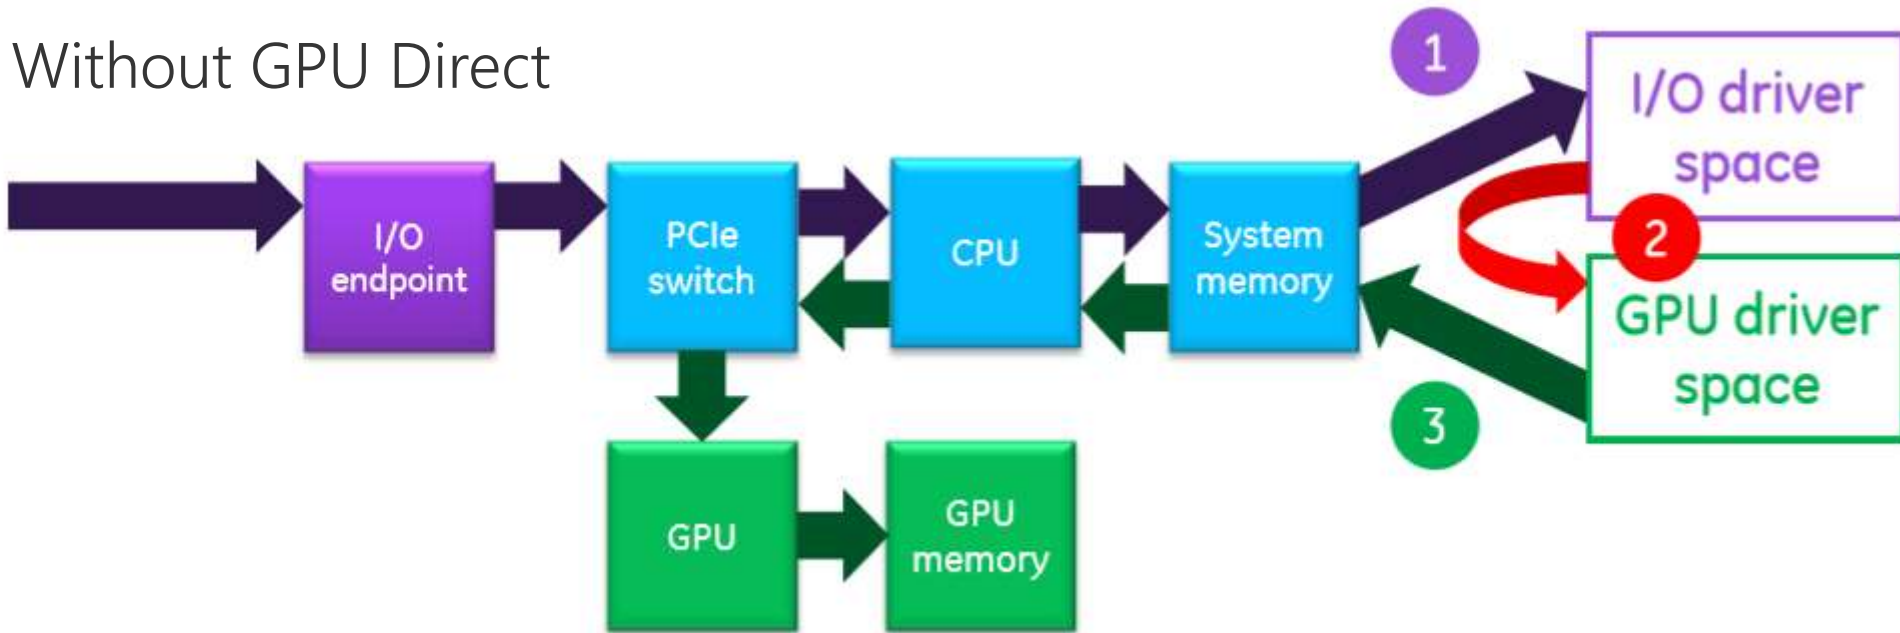 Without GPU Direct
1
I/O driver
space
I/O
endpoint
PCIe
switch
CPU
System
memory
2
GPU driver
space
3
GPU
GPU
memory